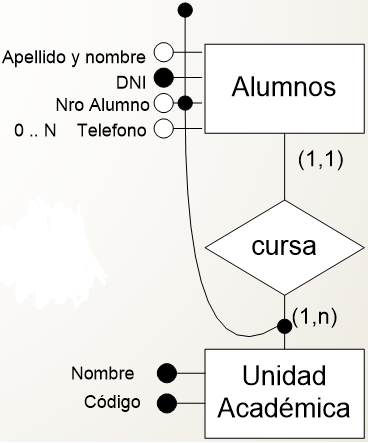 Apellido y nombre
DNI
Nro Alumno
0 .. N Telefono
Alumnos
(1,1)
cursa
(1,n)
Nombre
Código
Unidad
Académica